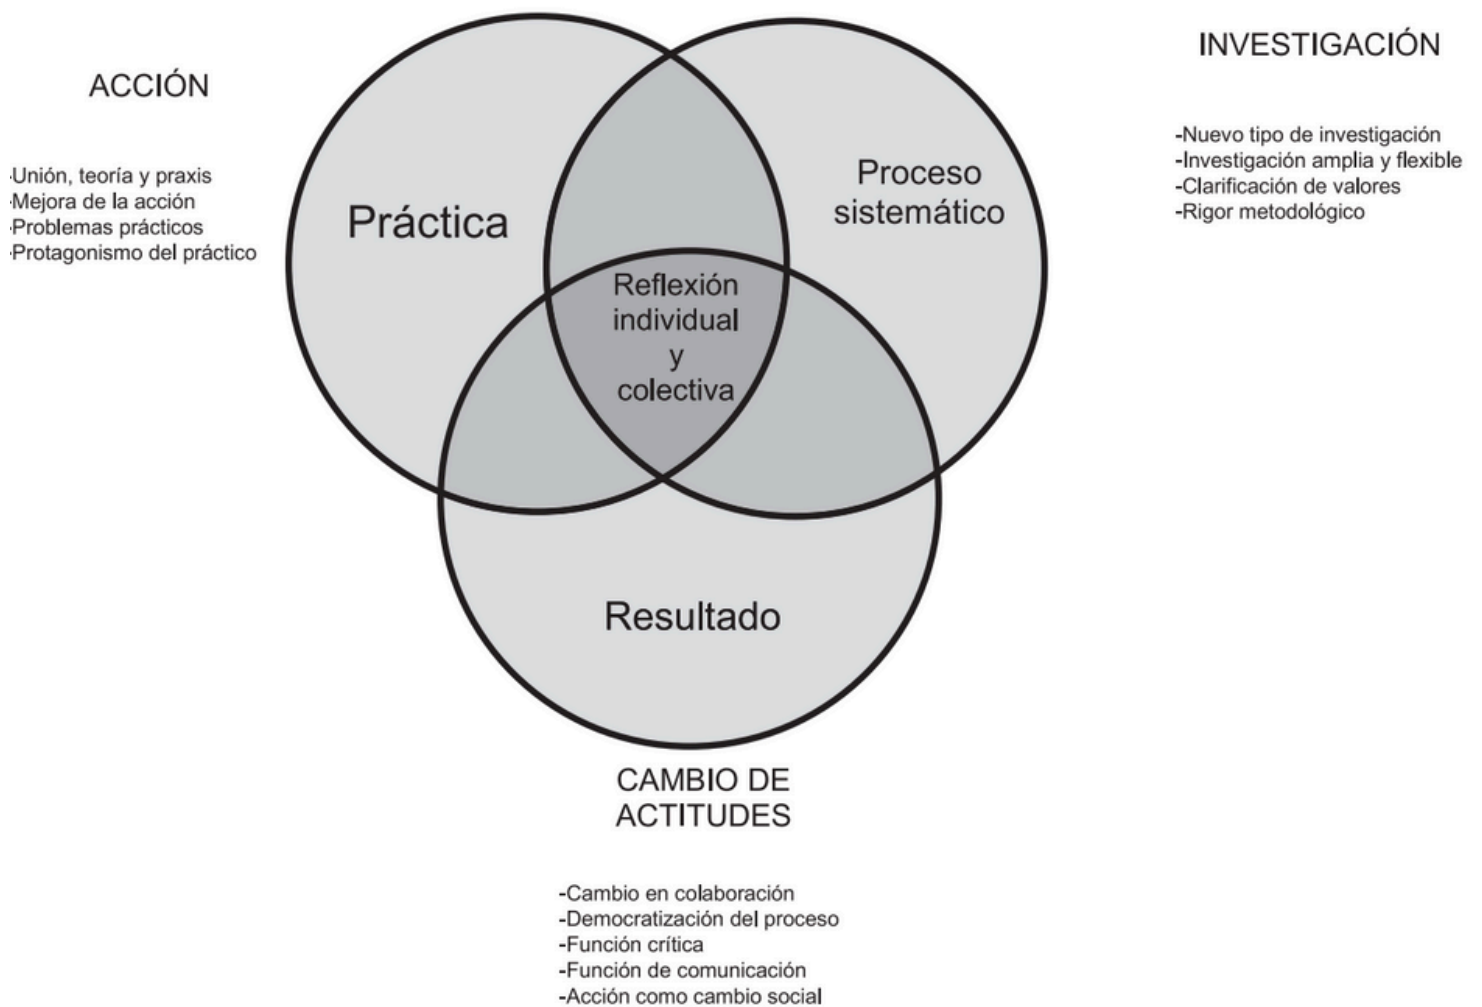 ACCIÓN
-Unión, teoría y praxis
-Mejora de la acción
-Problemas prácticos
-Protagonismo del práctico
Práctica
Proceso
sistemático
Reflexión
individual
y
colectiva
Resultado
INVESTIGACIÓN
-Nuevo tipo de investigación
-Investigación amplia y flexible
-Clarificación de valores
-Rigor metodológico
CAMBIO DE
ACTITUDES
-Cambio en colaboración
-Democratización del proceso
-Función crítica
-Función de comunicación
-Acción como cambio social